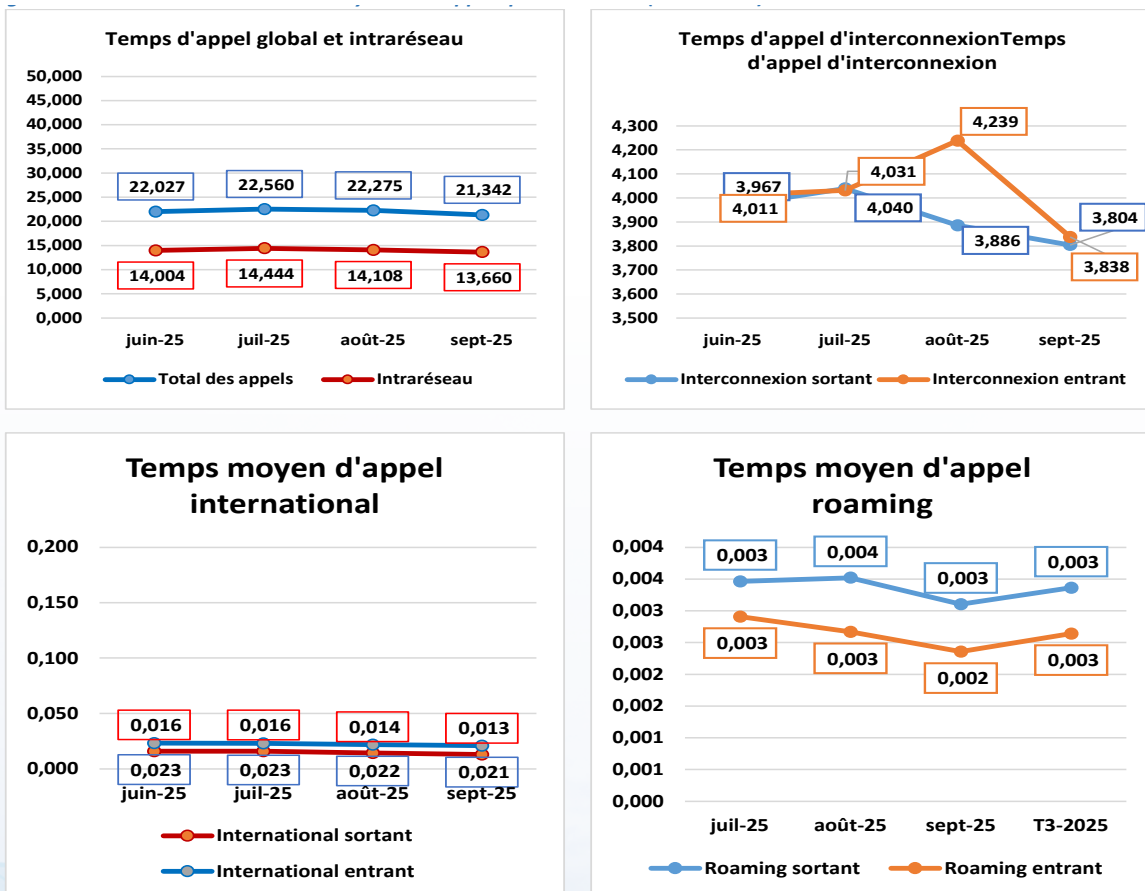 Temps d'appel global et intraréseau
50,000
45,000
40,000
35,000
30,000
25,000
20,000
15,000
10,000
5,000
0,000
22,027
22,560
22,275
21,342
14,004
14,444
14,108
13,660
juin-25
juil-25
août-25
sept-25
Total des appels
Intraréseau
Temps d'appel d'interconnexionTemps
d'appel d'interconnexion
4,300
4,200
4,100
4,000
3,900
3,800
3,700
3,600
3,500
3,967
4,011
4,031
4,040
4,239
3,886
3,804
3,838
juin-25
juil-25
août-25
sept-25
Interconnexion sortant
Interconnexion entrant
Temps moyen d'appel
international
0,200
0,150
0,100
0,050
0,000
0,016
0,016
0,014
0,013
0,023
0,023
0,022
0,021
juin-25
juil-25
août-25
sept-25
International sortant
International entrant
Temps moyen d'appel
roaming
0,004
0,004
0,003
0,003
0,002
0,002
0,001
0,001
0,000
0,003
0,004
0,003
0,003
0,003
0,003
0,002
0,003
juil-25
août-25
sept-25
T3-2025
Roaming sortant
Roaming entrant